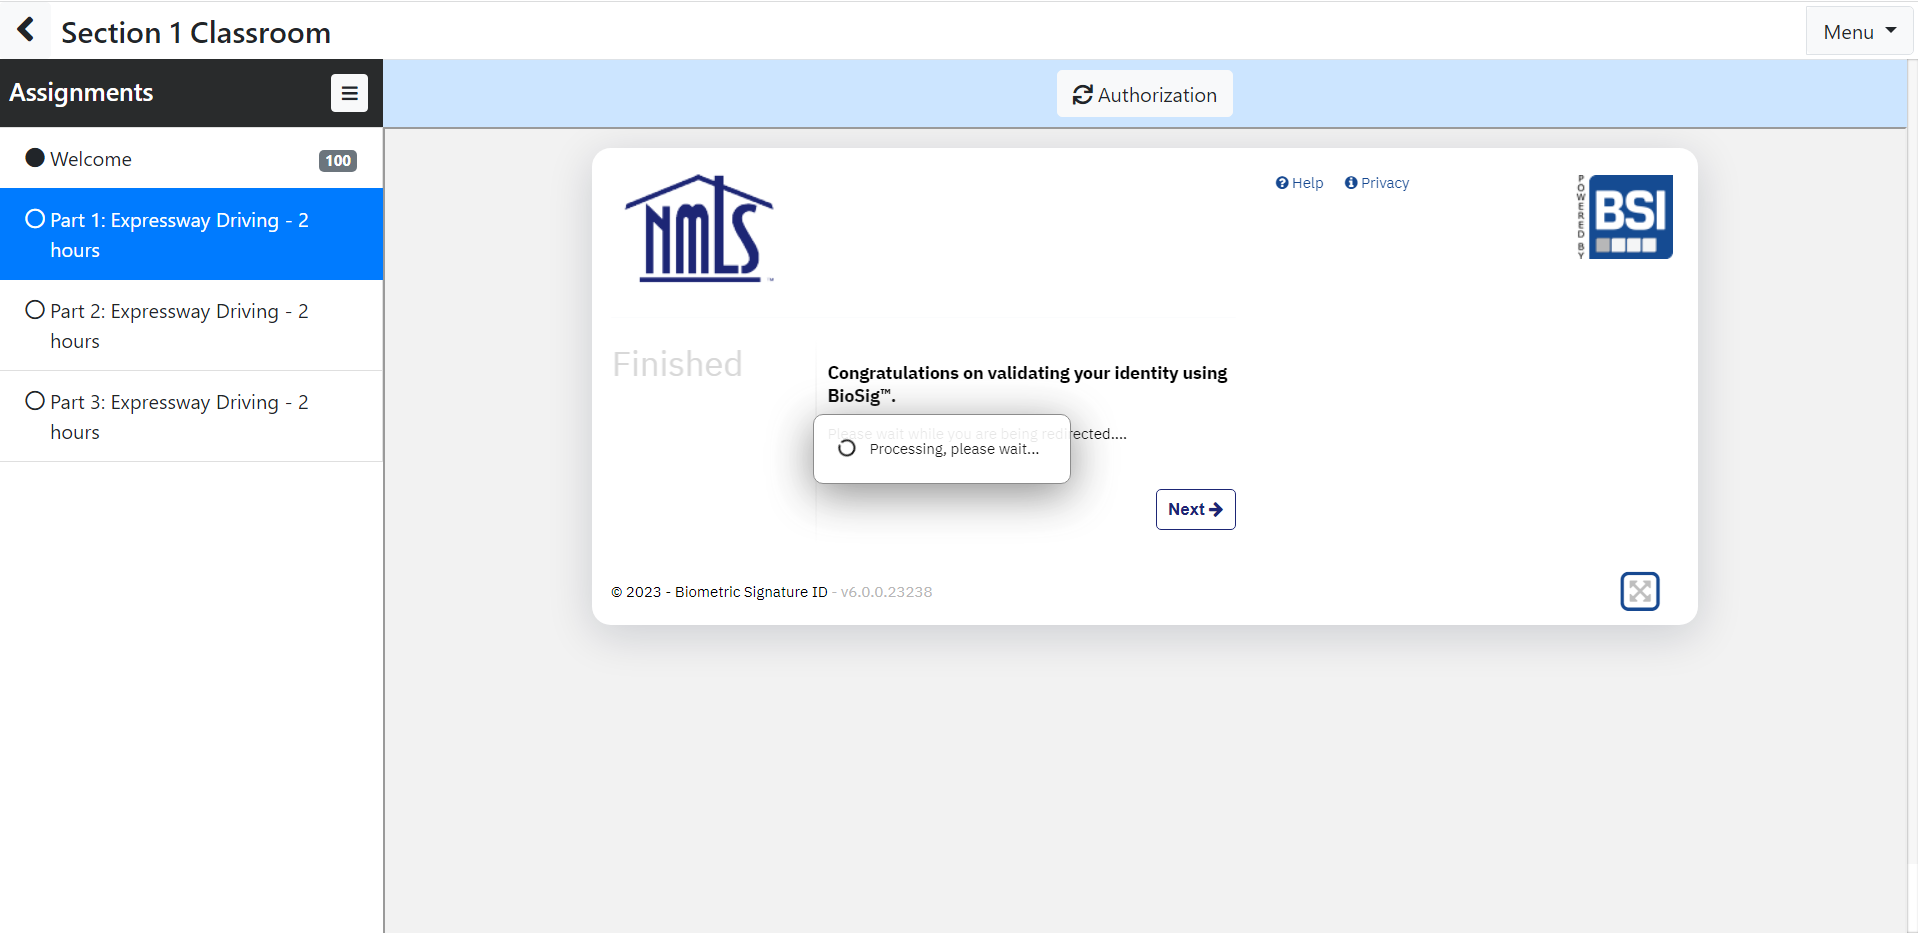 Section 1 Classroom
Menu
Assignments
Authorization
Welcome
100
Part 1: Expressway Driving - 2
hours
Part 2: Expressway Driving - 2
hours
Part 3: Expressway Driving - 2
hours
NMLS
TM
Help
Privacy
POWERED BY
BSI
Finished
Congratulations on validating your identity using
BioSig™.
Please wait while you are being redirected....
Processing, please wait...
Next
© 2023 - Biometric Signature ID - v6.0.0.23238